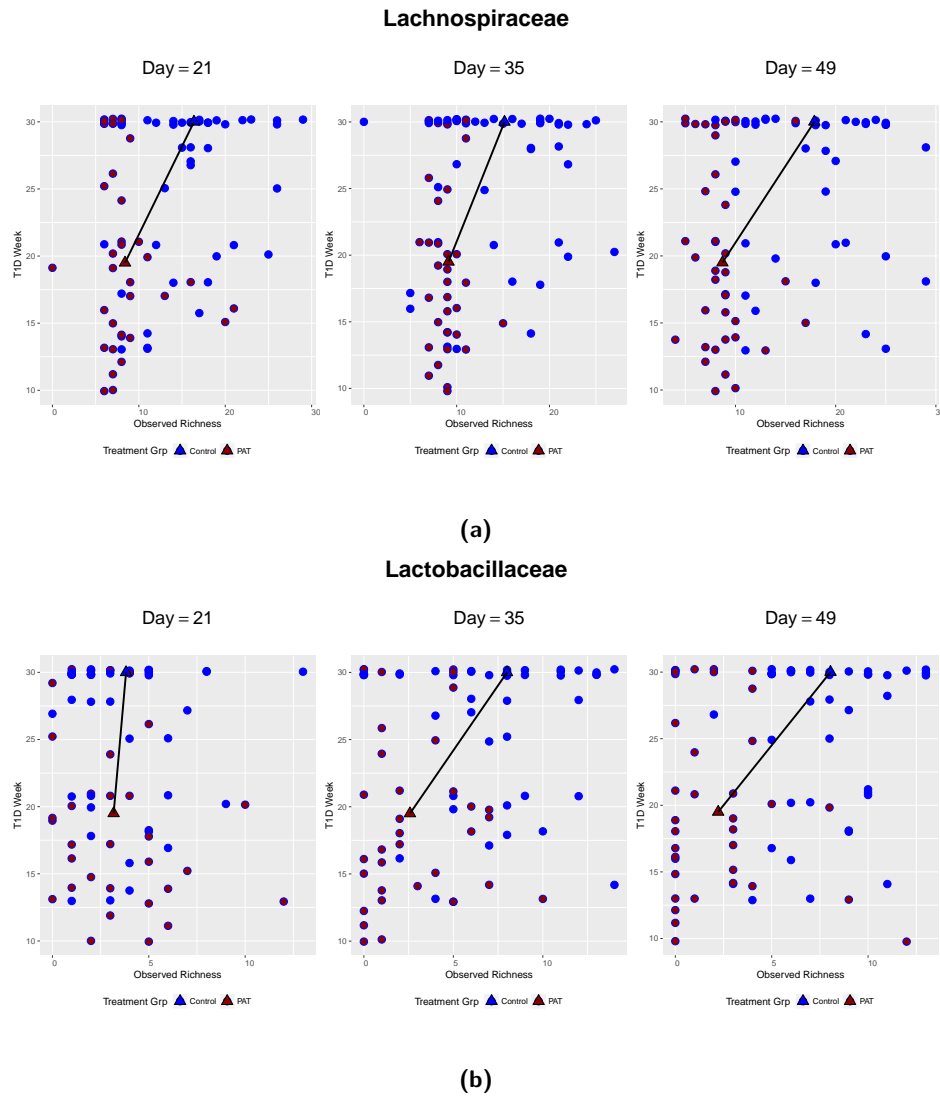 Lachnospiraceae
Day = 21
Day = 35
Day = 49
T1D Week
30
25
20
15
10
0
10
20
30
Observed Richness
Treatment Grp Control PAT
T1D Week
30
25
20
15
10
0
10
20
Observed Richness
Treatment Grp Control PAT
T1D Week
30
25
20
15
10
10
20
3
Observed Richness
Treatment Grp Control PAT
(a)
Lactobacillaceae
Day = 21
Day = 35
Day = 49
T1D Week
30
25
20
15
10
0
5
10
Observed Richness
Treatment Grp Control PAT
T1D Week
30
25
20
15
10
0
5
10
Observed Richness
Treatment Grp Control PAT
T1D Week
30
25
20
15
10
0
5
10
Observed Richness
Treatment Grp Control PAT
(b)